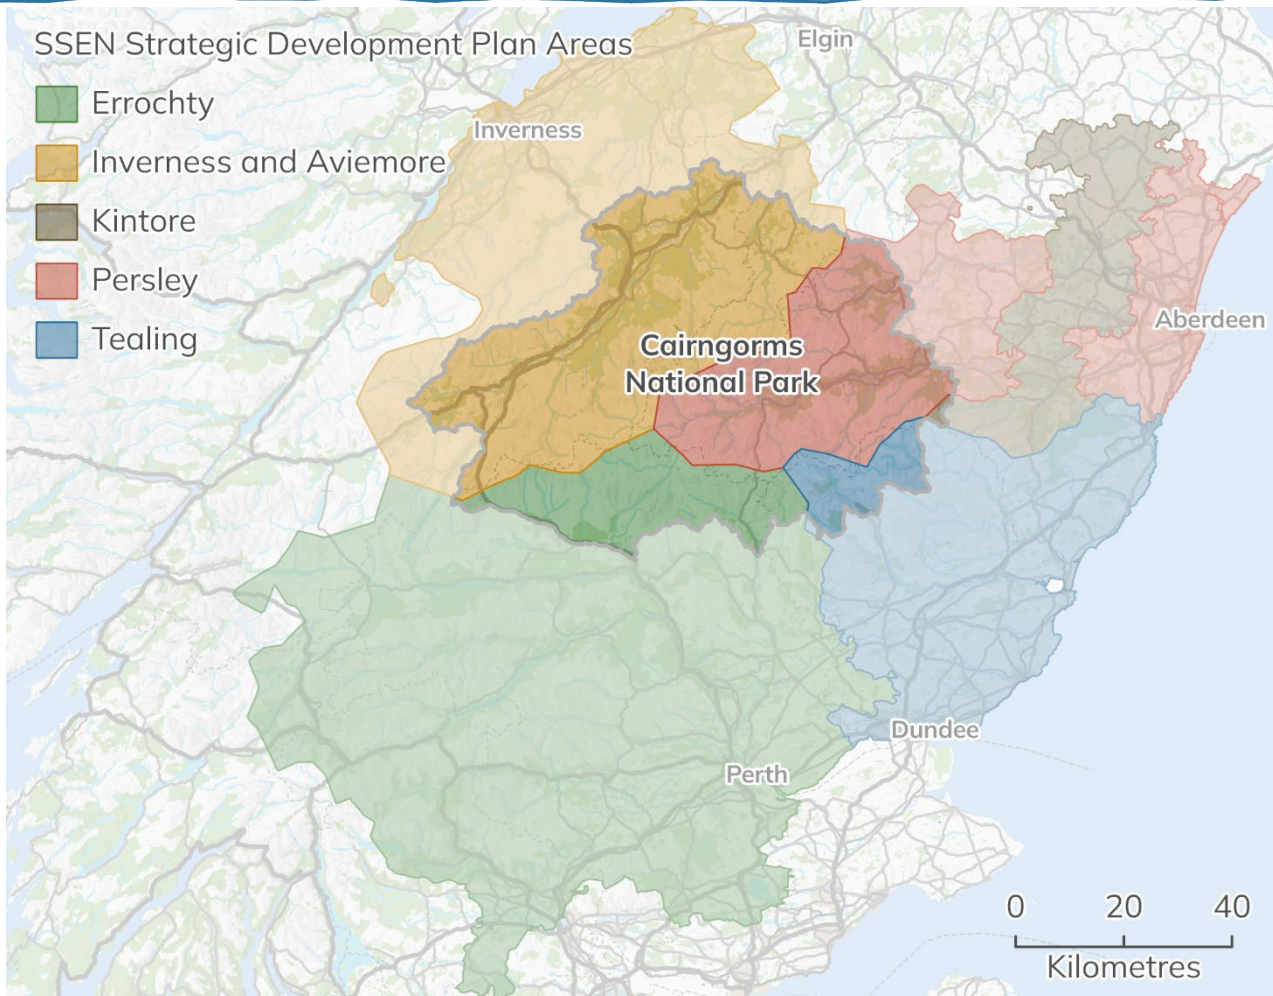 SSEN Strategic Development Plan Areas
Errochty
Inverness and Aviemore
Kintore
Persley
Tealing
Elgin
Inverness
Aberdeen
Cairngorms
National Park
Dundee
Perth
0 20 40
Kilometres